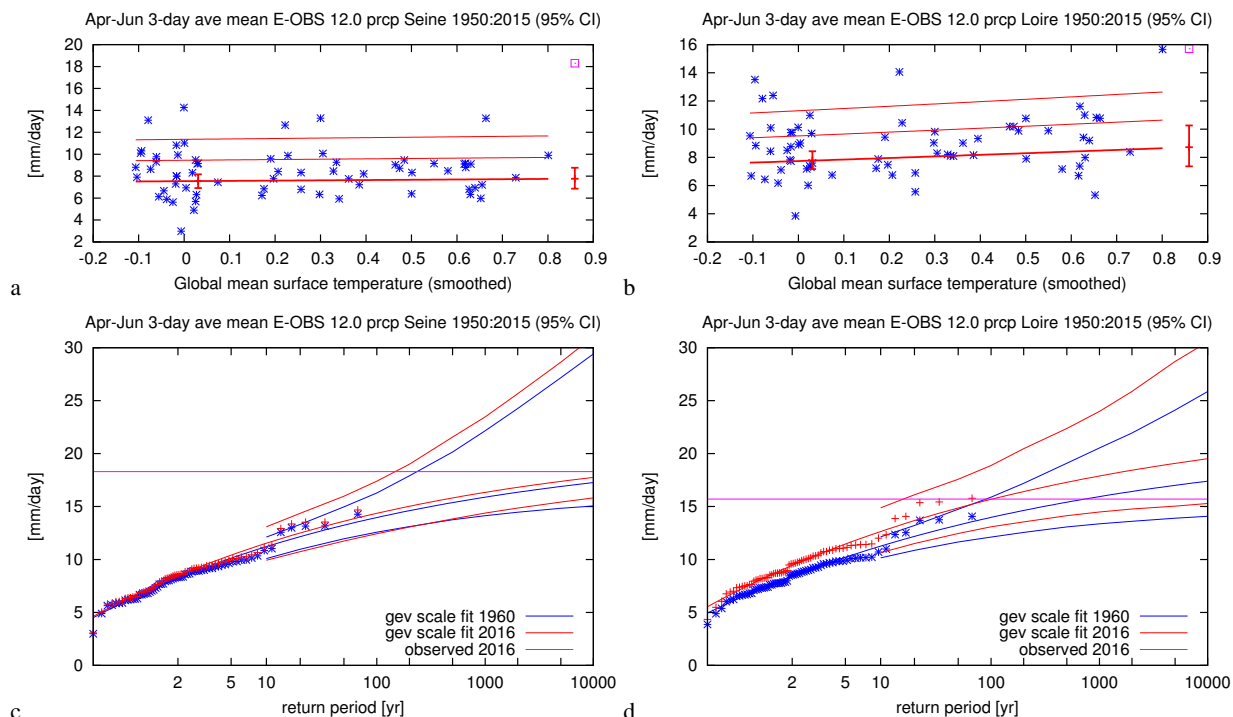 Apr-Jun 3-day ave mean E-OBS 12.0 prcp Seine 1950:2015 (95% CI)
[mm/day]
20
18
16
14
12
10
8
6
4
2
-0.2 -0.1 0 0.1 0.2 0.3 0.4 0.5 0.6 0.7 0.8 0.9
Global mean surface temperature (smoothed)
a
Apr-Jun 3-day ave mean E-OBS 12.0 prcp Loire 1950:2015 (95% CI)
[mm/day]
16
14
12
10
8
6
4
2
-0.2 -0.1 0 0.1 0.2 0.3 0.4 0.5 0.6 0.7 0.8 0.9
Global mean surface temperature (smoothed)
b
Apr-Jun 3-day ave mean E-OBS 12.0 prcp Seine 1950:2015 (95% CI)
[mm/day]
30
25
20
15
10
5
0
gev scale fit 1960
gev scale fit 2016
observed 2016
2 5 10 100 1000 10000
return period [yr]
c
Apr-Jun 3-day ave mean E-OBS 12.0 prcp Loire 1950:2015 (95% CI)
[mm/day]
30
25
20
15
10
5
0
gev scale fit 1960
gev scale fit 2016
observed 2016
2 5 10 100 1000 10000
return period [yr]
d